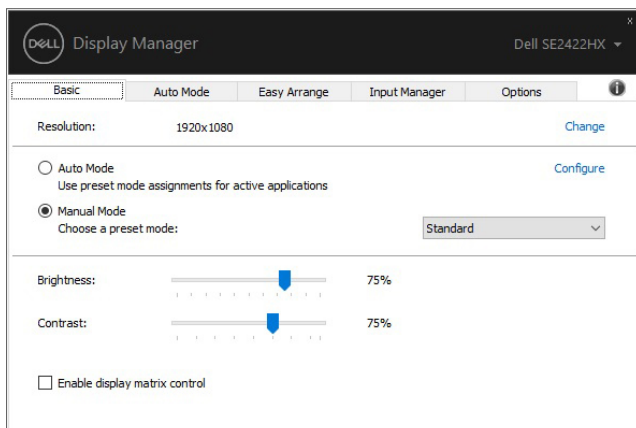 x
DELL Display Manager Dell SE2422HX
Basic Auto Mode Easy Arrange Input Manager Options i
Resolution: 1920x1080 Change
Auto Mode Configure
Use preset mode assignments for active applications
Manual Mode
Choose a preset mode: Standard
Brightness: 75%
Contrast: 75%
Enable display matrix control